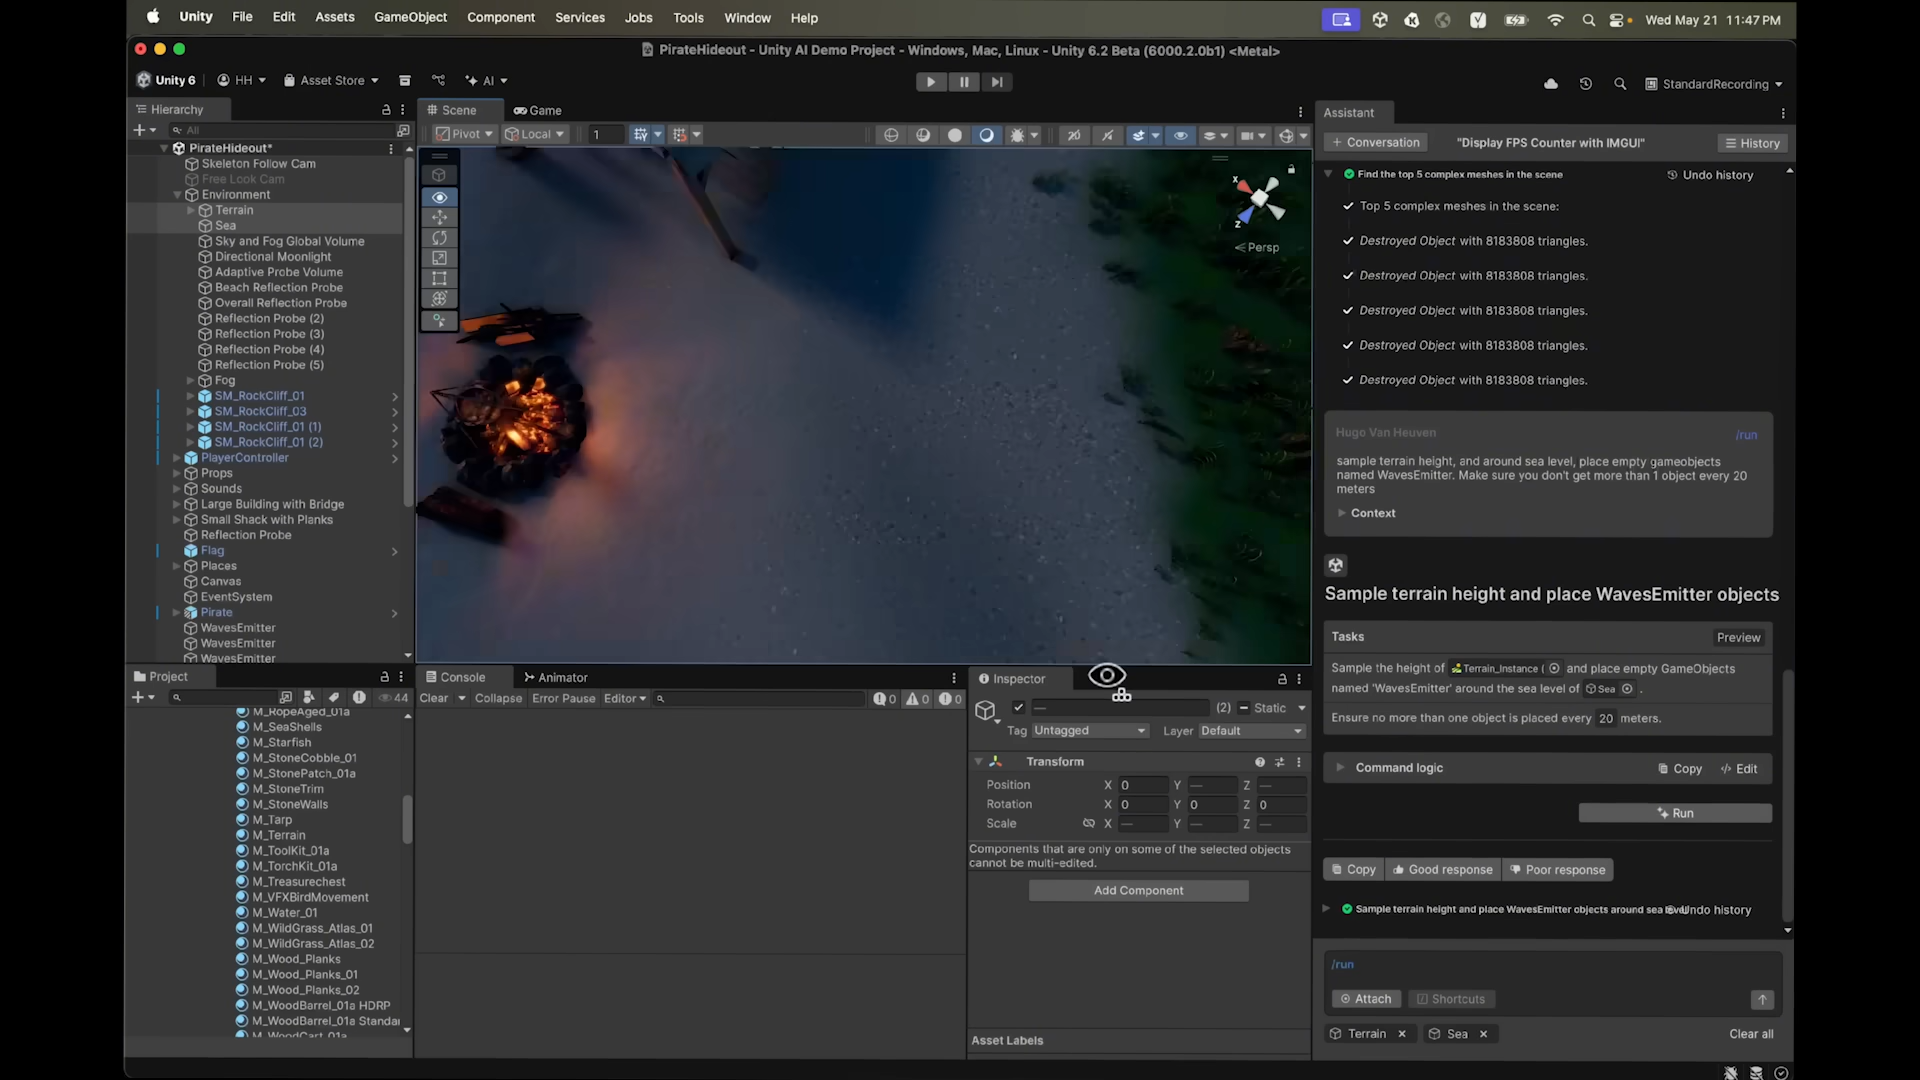 Unity File Edit Assets GameObject Component Services Jobs Tools Window Help
Wed May 21 11:47 PM
PirateHideout - Unity AI Demo Project - Windows, Mac, Linux - Unity 6.2 Beta (6000.2.0b1) <Metal>
Unity 6 HH Asset Store AI
StandardRecording
Hierarchy
All
PirateHideout*
Skeleton Follow Cam
Free Look Cam
Environment
Terrain
Sea
Sky and Fog Global Volume
Directional Moonlight
Adaptive Probe Volume
Beach Reflection Probe
Overall Reflection Probe
Reflection Probe (2)
Reflection Probe (3)
Reflection Probe (4)
Reflection Probe (5)
Fog
SM_RockCliff_01
SM_RockCliff_03
SM_RockCliff_01 (1)
SM_RockCliff_01 (2)
PlayerController
Props
Sounds
Large Building with Bridge
Small Shack with Planks
Reflection Probe
Flag
Places
Canvas
EventSystem
Pirate
WavesEmitter
WavesEmitter
WavesEmitter
Scene Game
Pivot Local 1
x
z
Persp
Project
44
M_RopeAged_01a
M_SeaShells
M_Starfish
M_StoneCobble_01
M_StonePatch_01a
M_StoneTrim
M_StoneWalls
M_Tarp
M_Terrain
M_ToolKit_01a
M_TorchKit_01a
M_Treasurechest
M_VFXBirdMovement
M_Water_01
M_WildGrass_Atlas_01
M_WildGrass_Atlas_02
M_Wood_Planks
M_Wood_Planks_01
M_Wood_Planks_02
M_WoodBarrel_01a HDRP
M_WoodBarrel_01a Standa
M_WoodCart_01a
Console Animator
Clear Collapse Error Pause Editor 0 0 0
Inspector
— (2) Static
Tag Untagged Layer Default
Transform
Position X 0 Y — Z —
Rotation X 0 Y 0 Z 0
Scale X — Y — Z —
Components that are only on some of the selected objects
cannot be multi-edited.
Add Component
Asset Labels
Assistant
+ Conversation "Display FPS Counter with IMGUI" History
Find the top 5 complex meshes in the scene Undo history
Top 5 complex meshes in the scene:
Destroyed Object with 8183808 triangles.
Destroyed Object with 8183808 triangles.
Destroyed Object with 8183808 triangles.
Destroyed Object with 8183808 triangles.
Destroyed Object with 8183808 triangles.
Hugo Van Heuven /run
sample terrain height, and around sea level, place empty gameobjects
named WavesEmitter. Make sure you don't get more than 1 object every 20
meters
Context
Sample terrain height and place WavesEmitter objects
Tasks Preview
Sample the height of Terrain_Instance ( and place empty GameObjects
named 'WavesEmitter' around the sea level of Sea .
Ensure no more than one object is placed every 20 meters.
Command logic Copy Edit
Run
Copy Good response Poor response
Sample terrain height and place WavesEmitter objects around sea level Undo history
/run
Attach Shortcuts
Terrain Sea Clear all